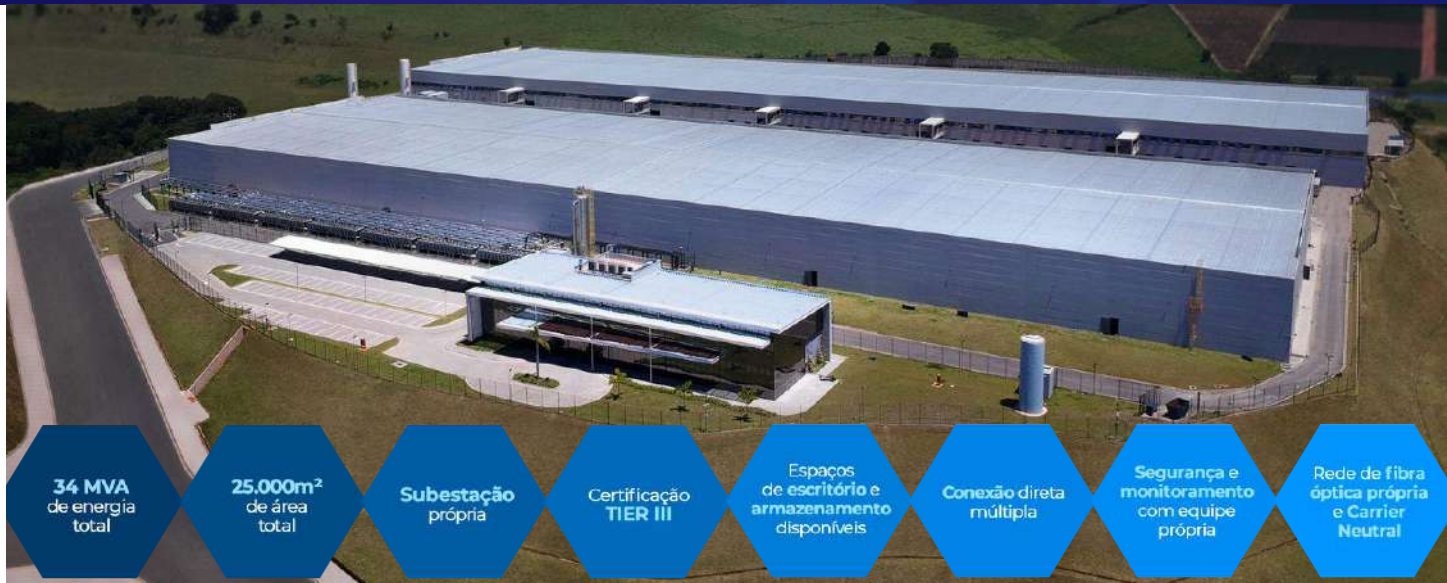 34 MVA
de energia
total
25.000m²
de área
total
Subestação
própria
Certificação
TIER III
Espaços
de escritório e
armazenamento
disponíveis
Conexão direta
múltipla
Segurança e
monitoramento
com equipe
própria
Rede de fibra
óptica própria
e Carrier
Neutral